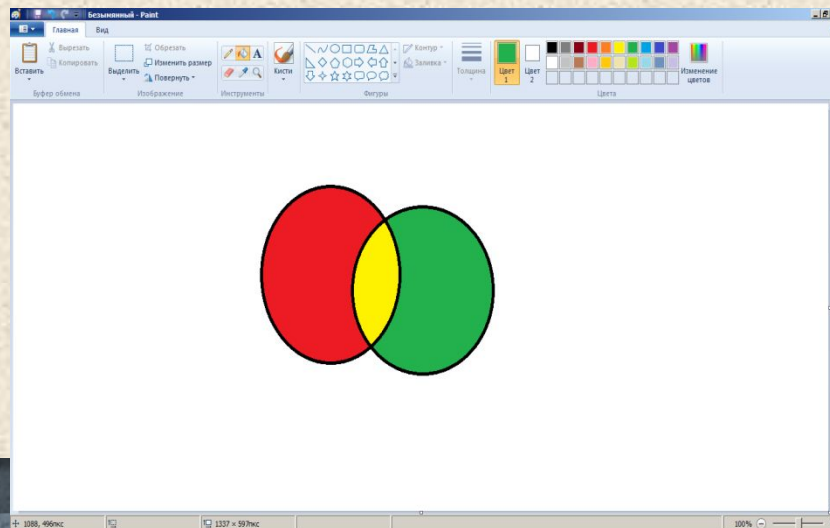 Безымянный - Paint
Главная Вид
Вставить
Вырезать
Копировать
Буфер обмена
Выделить
Обрезать
Изменить размер
Повернуть
Изображение
A
Инструменты
Кисти
Контур
Заливка
Фигуры
Толщина
Цвет
1
Цвет
2
Изменение
цветов
Цвета
1088, 496пкс
1337 × 597пкс
100%